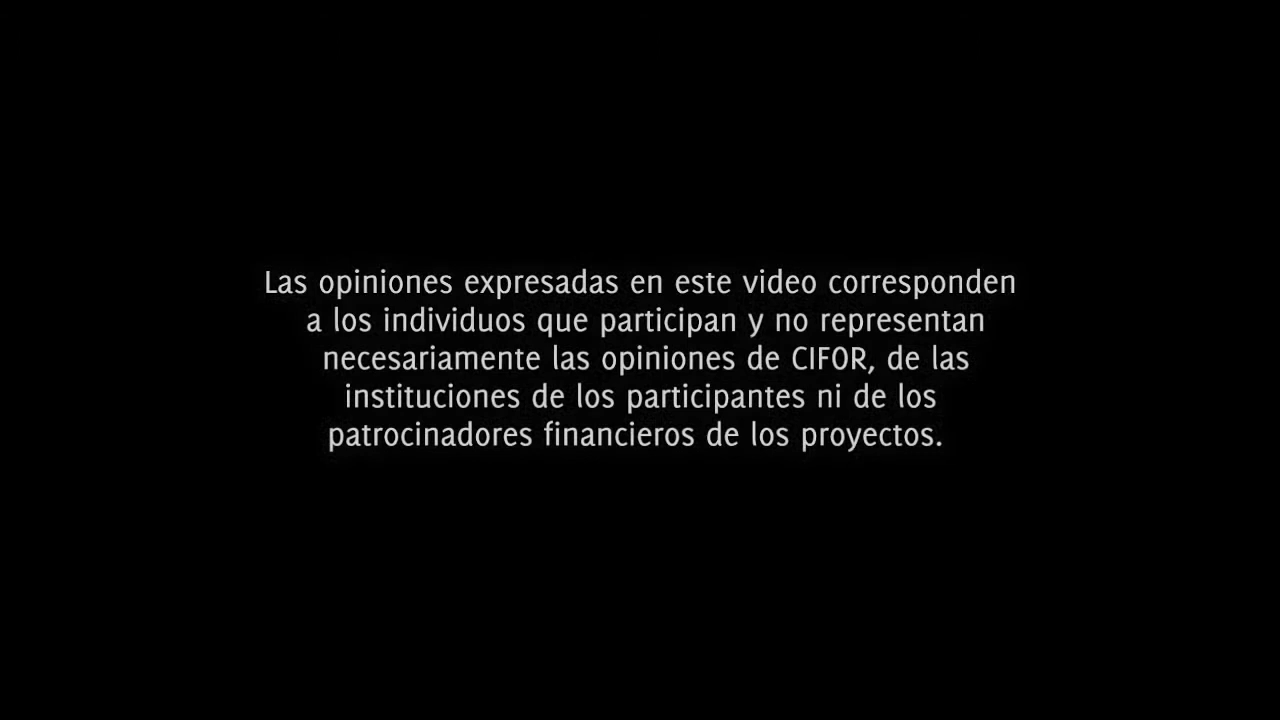 Las opiniones expresadas en este video corresponden
a los individuos que participan y no representan
necesariamente las opiniones de CIFOR, de las
instituciones de los participantes ni de los
patrocinadores financieros de los proyectos.